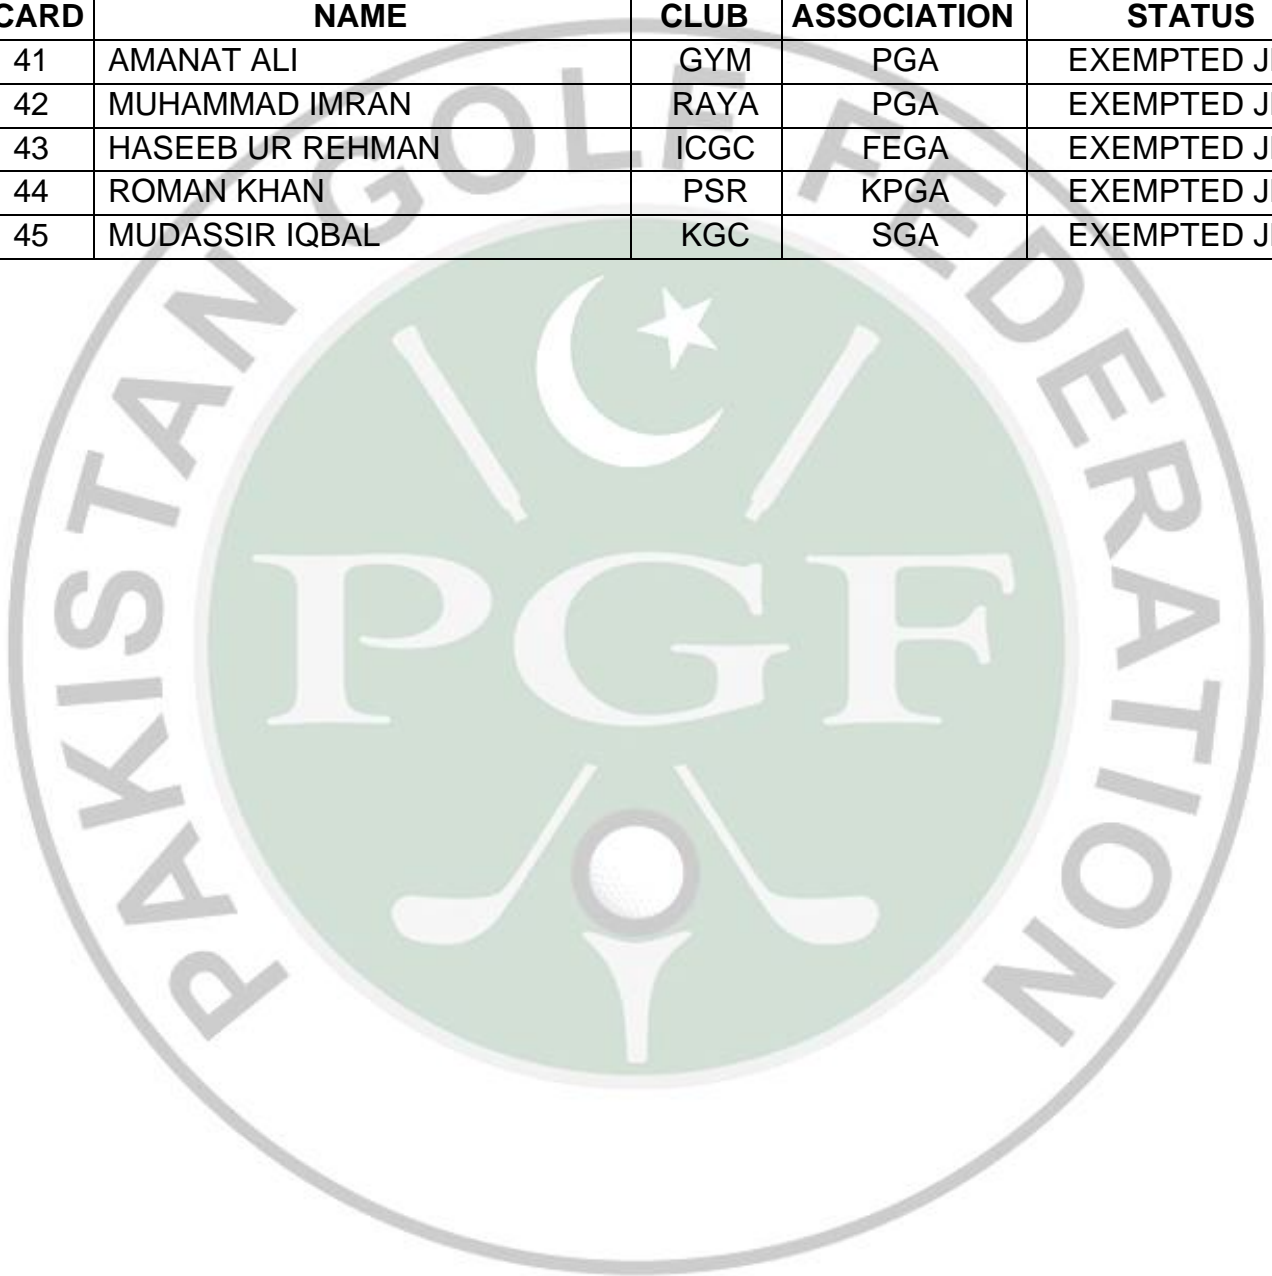 CARD NAME CLUB ASSOCIATION STATUS
41 AMANAT ALI GYM PGA EXEMPTED
42 MUHAMMAD IMRAN RAYA PGA EXEMPTED
43 HASEEB UR REHMAN ICGC FEGA EXEMPTED
44 ROMAN KHAN PSR KPGA EXEMPTED
45 MUDASSIR IQBAL KGC SGA EXEMPTED
PAKISTAN GOLF FEDERATION
PGF